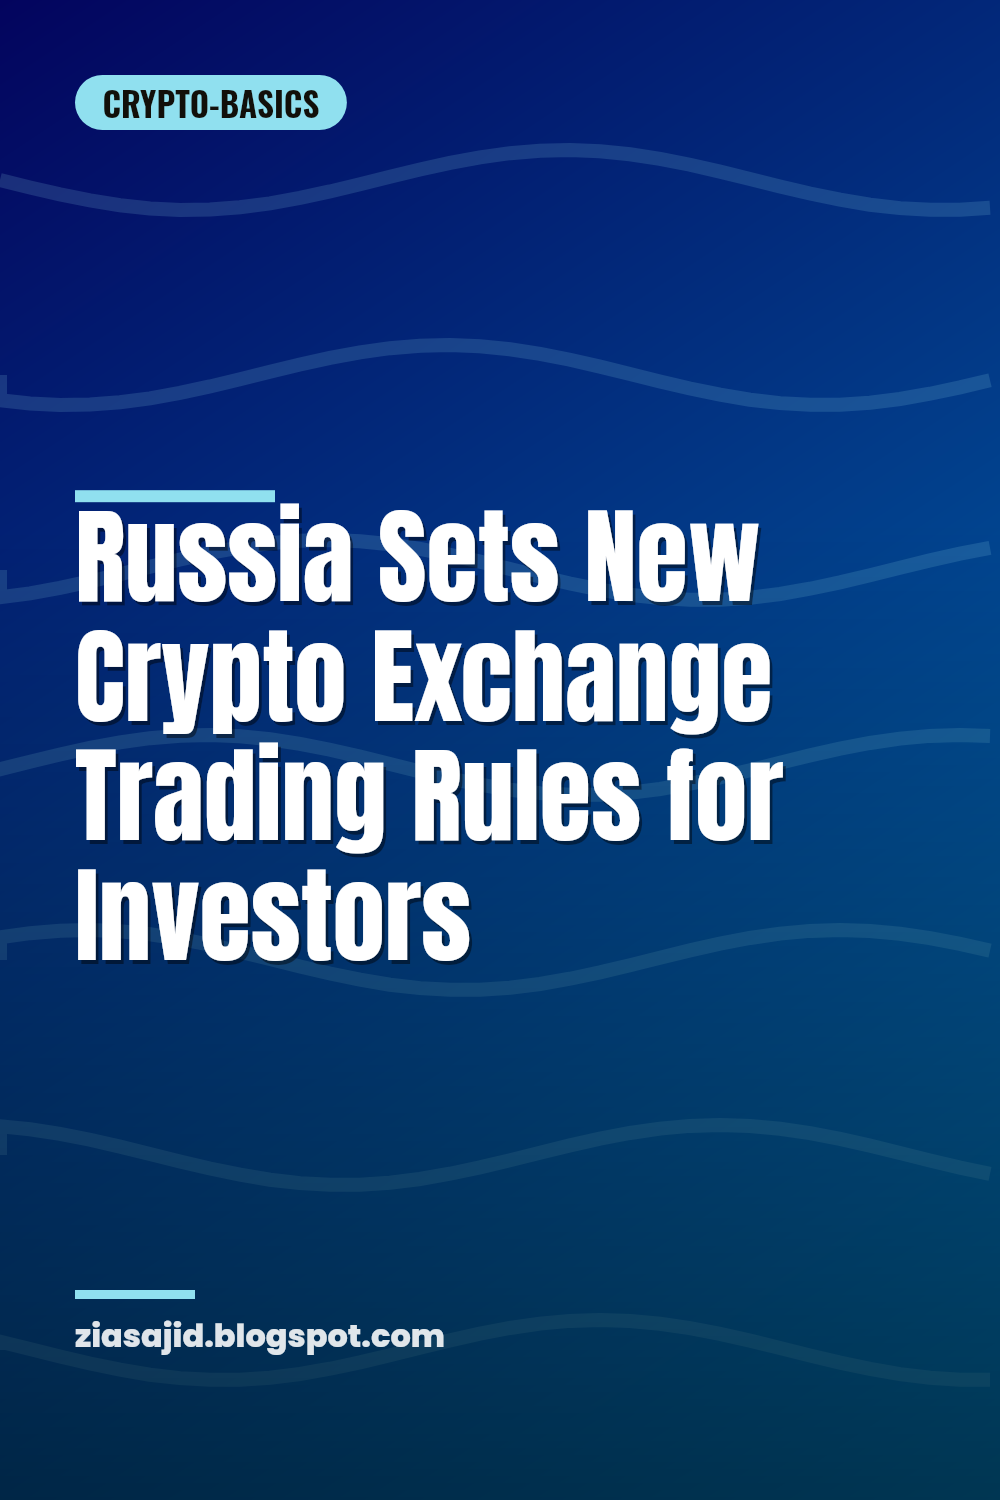 CRYPTO-BASICS
Russia Sets New
Crypto Exchange
Trading Rules for
Investors
ziasajid.blogspot.com